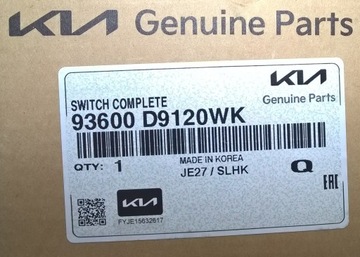 KIA Genuine Parts
KIA
Genuine Parts
SWITCH COMPLETE
93600 D9120WK
QTY: 1
MADE IN KOREA
JE27 / SLHK
Q
EAC
KIA
FYJE15632617